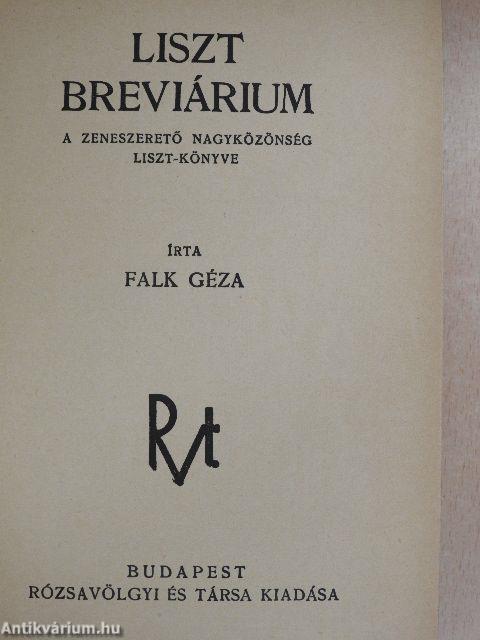 LISZT
BREVIÁRIUM
A ZENESZERETŐ NAGYKÖZÖNSÉG
LISZT-KÖNYVE
ÍRTA
FALK GÉZA
Rvt
BUDAPEST
RÓZSAVÖLGYI ÉS TÁRSA KIADÁSA
Antikvárium.hu